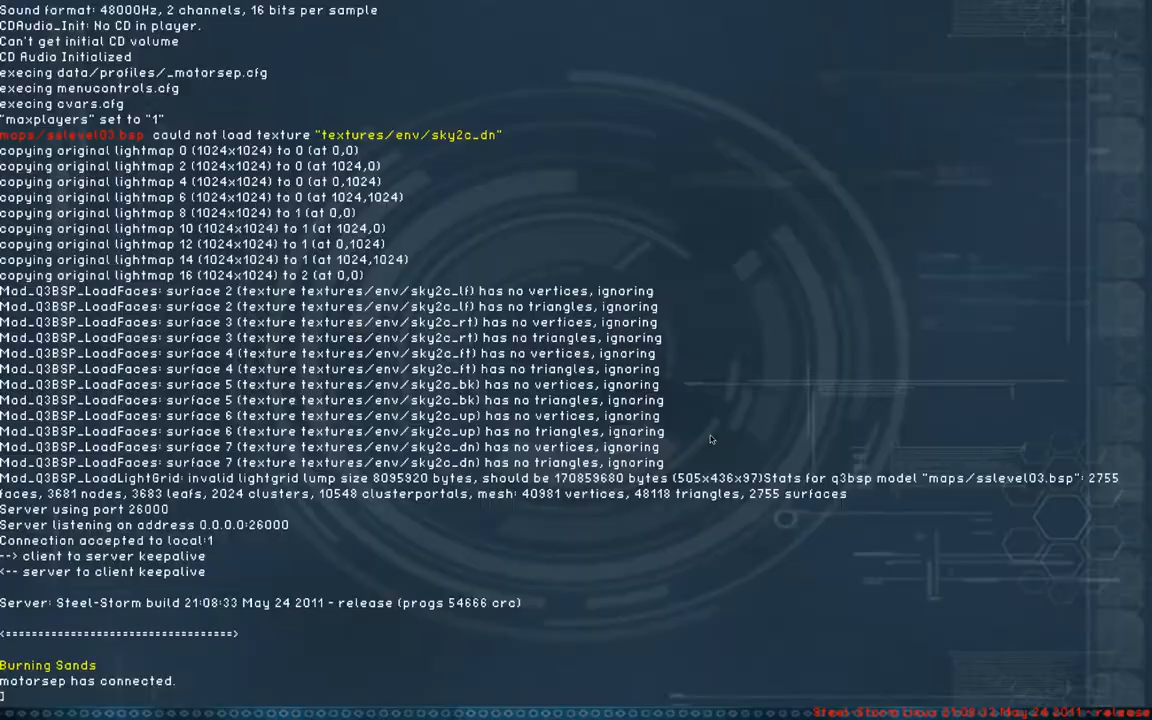 Sound format: 48000Hz, 2 channels, 16 bits per sample
CDAudio_Init: No CD in player.
Can't get initial CD volume
CD Audio Initialized
execing data/profiles/_motorsep.cfg
execing menucontrols.cfg
execing cvars.cfg
"maxplayers" set to "1"
maps/sslevel03.bsp could not load texture "textures/env/sky2c_dn"
copying original lightmap 0 (1024x1024) to 0 (at 0,0)
copying original lightmap 2 (1024x1024) to 0 (at 1024,0)
copying original lightmap 4 (1024x1024) to 0 (at 0,1024)
copying original lightmap 6 (1024x1024) to 0 (at 1024,1024)
copying original lightmap 8 (1024x1024) to 1 (at 0,0)
copying original lightmap 10 (1024x1024) to 1 (at 1024,0)
copying original lightmap 12 (1024x1024) to 1 (at 0,1024)
copying original lightmap 14 (1024x1024) to 1 (at 1024,1024)
copying original lightmap 16 (1024x1024) to 2 (at 0,0)
Mod_Q3BSP_LoadFaces: surface 2 (texture textures/env/sky2c_lf) has no vertices, ignoring
Mod_Q3BSP_LoadFaces: surface 2 (texture textures/env/sky2c_lf) has no triangles, ignoring
Mod_Q3BSP_LoadFaces: surface 3 (texture textures/env/sky2c_rt) has no vertices, ignoring
Mod_Q3BSP_LoadFaces: surface 3 (texture textures/env/sky2c_rt) has no triangles, ignoring
Mod_Q3BSP_LoadFaces: surface 4 (texture textures/env/sky2c_ft) has no vertices, ignoring
Mod_Q3BSP_LoadFaces: surface 4 (texture textures/env/sky2c_ft) has no triangles, ignoring
Mod_Q3BSP_LoadFaces: surface 5 (texture textures/env/sky2c_bk) has no vertices, ignoring
Mod_Q3BSP_LoadFaces: surface 5 (texture textures/env/sky2c_bk) has no triangles, ignoring
Mod_Q3BSP_LoadFaces: surface 6 (texture textures/env/sky2c_up) has no vertices, ignoring
Mod_Q3BSP_LoadFaces: surface 6 (texture textures/env/sky2c_up) has no triangles, ignoring
Mod_Q3BSP_LoadFaces: surface 7 (texture textures/env/sky2c_dn) has no vertices, ignoring
Mod_Q3BSP_LoadFaces: surface 7 (texture textures/env/sky2c_dn) has no triangles, ignoring
Mod_Q3BSP_LoadLightGrid: invalid lightgrid lump size 8095920 bytes, should be 170859680 bytes (505x436x97)Stats for q3bsp model "maps/sslevel03.bsp": 2755
faces, 3681 nodes, 3683 leafs, 2024 clusters, 10548 clusterportals, mesh: 40981 vertices, 48118 triangles, 2755 surfaces
Server using port 26000
Server listening on address 0.0.0.0:26000
Connection accepted to local:1
--> client to server keepalive
<-- server to client keepalive
Server: Steel-Storm build 21:08:33 May 24 2011 - release (progs 54666 crc)
<==================================>
Burning Sands
motorsep has connected.
]
Steel-Storm Linux 21:08:33 May 24 2011 - release